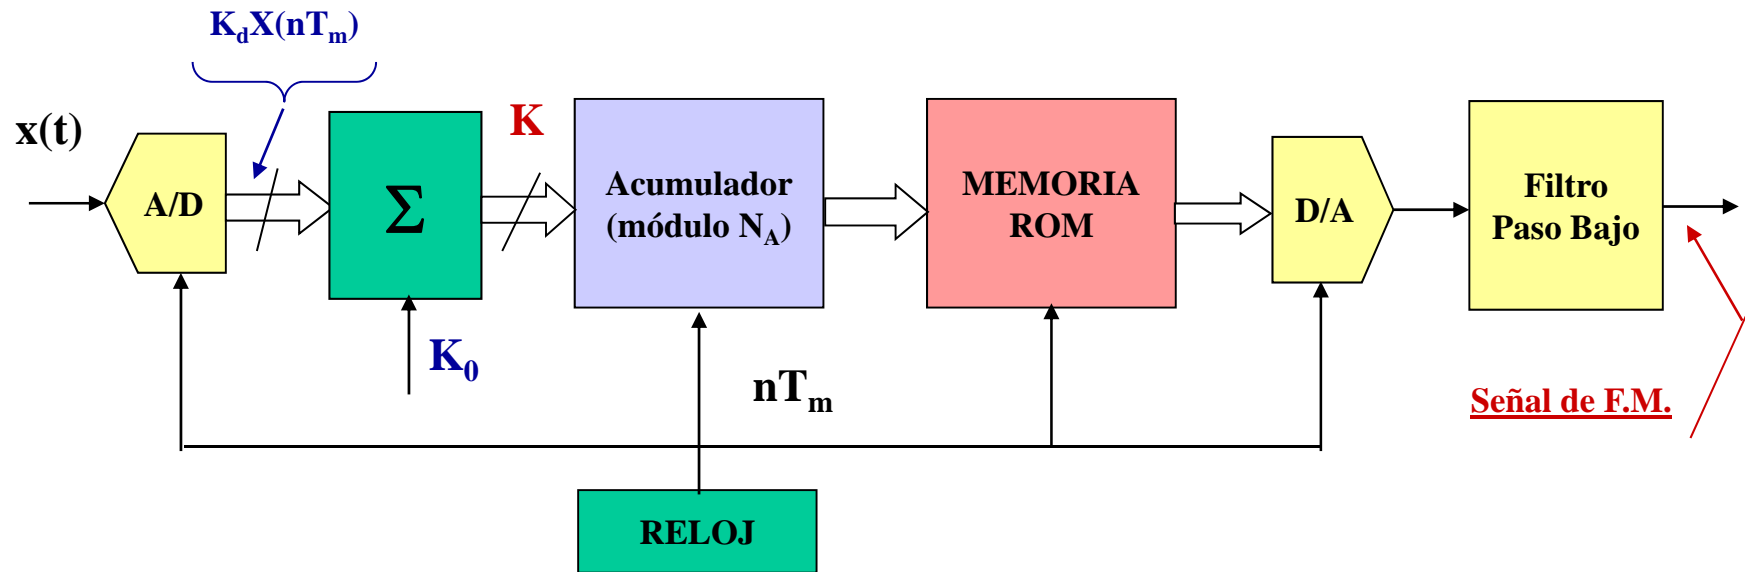 KdX(nTm)
x(t)
A/D
Σ
K
K0
Acumulador
(módulo NA)
MEMORIA
ROM
D/A
Filtro
Paso Bajo
nTm
Señal de F.M.
RELOJ